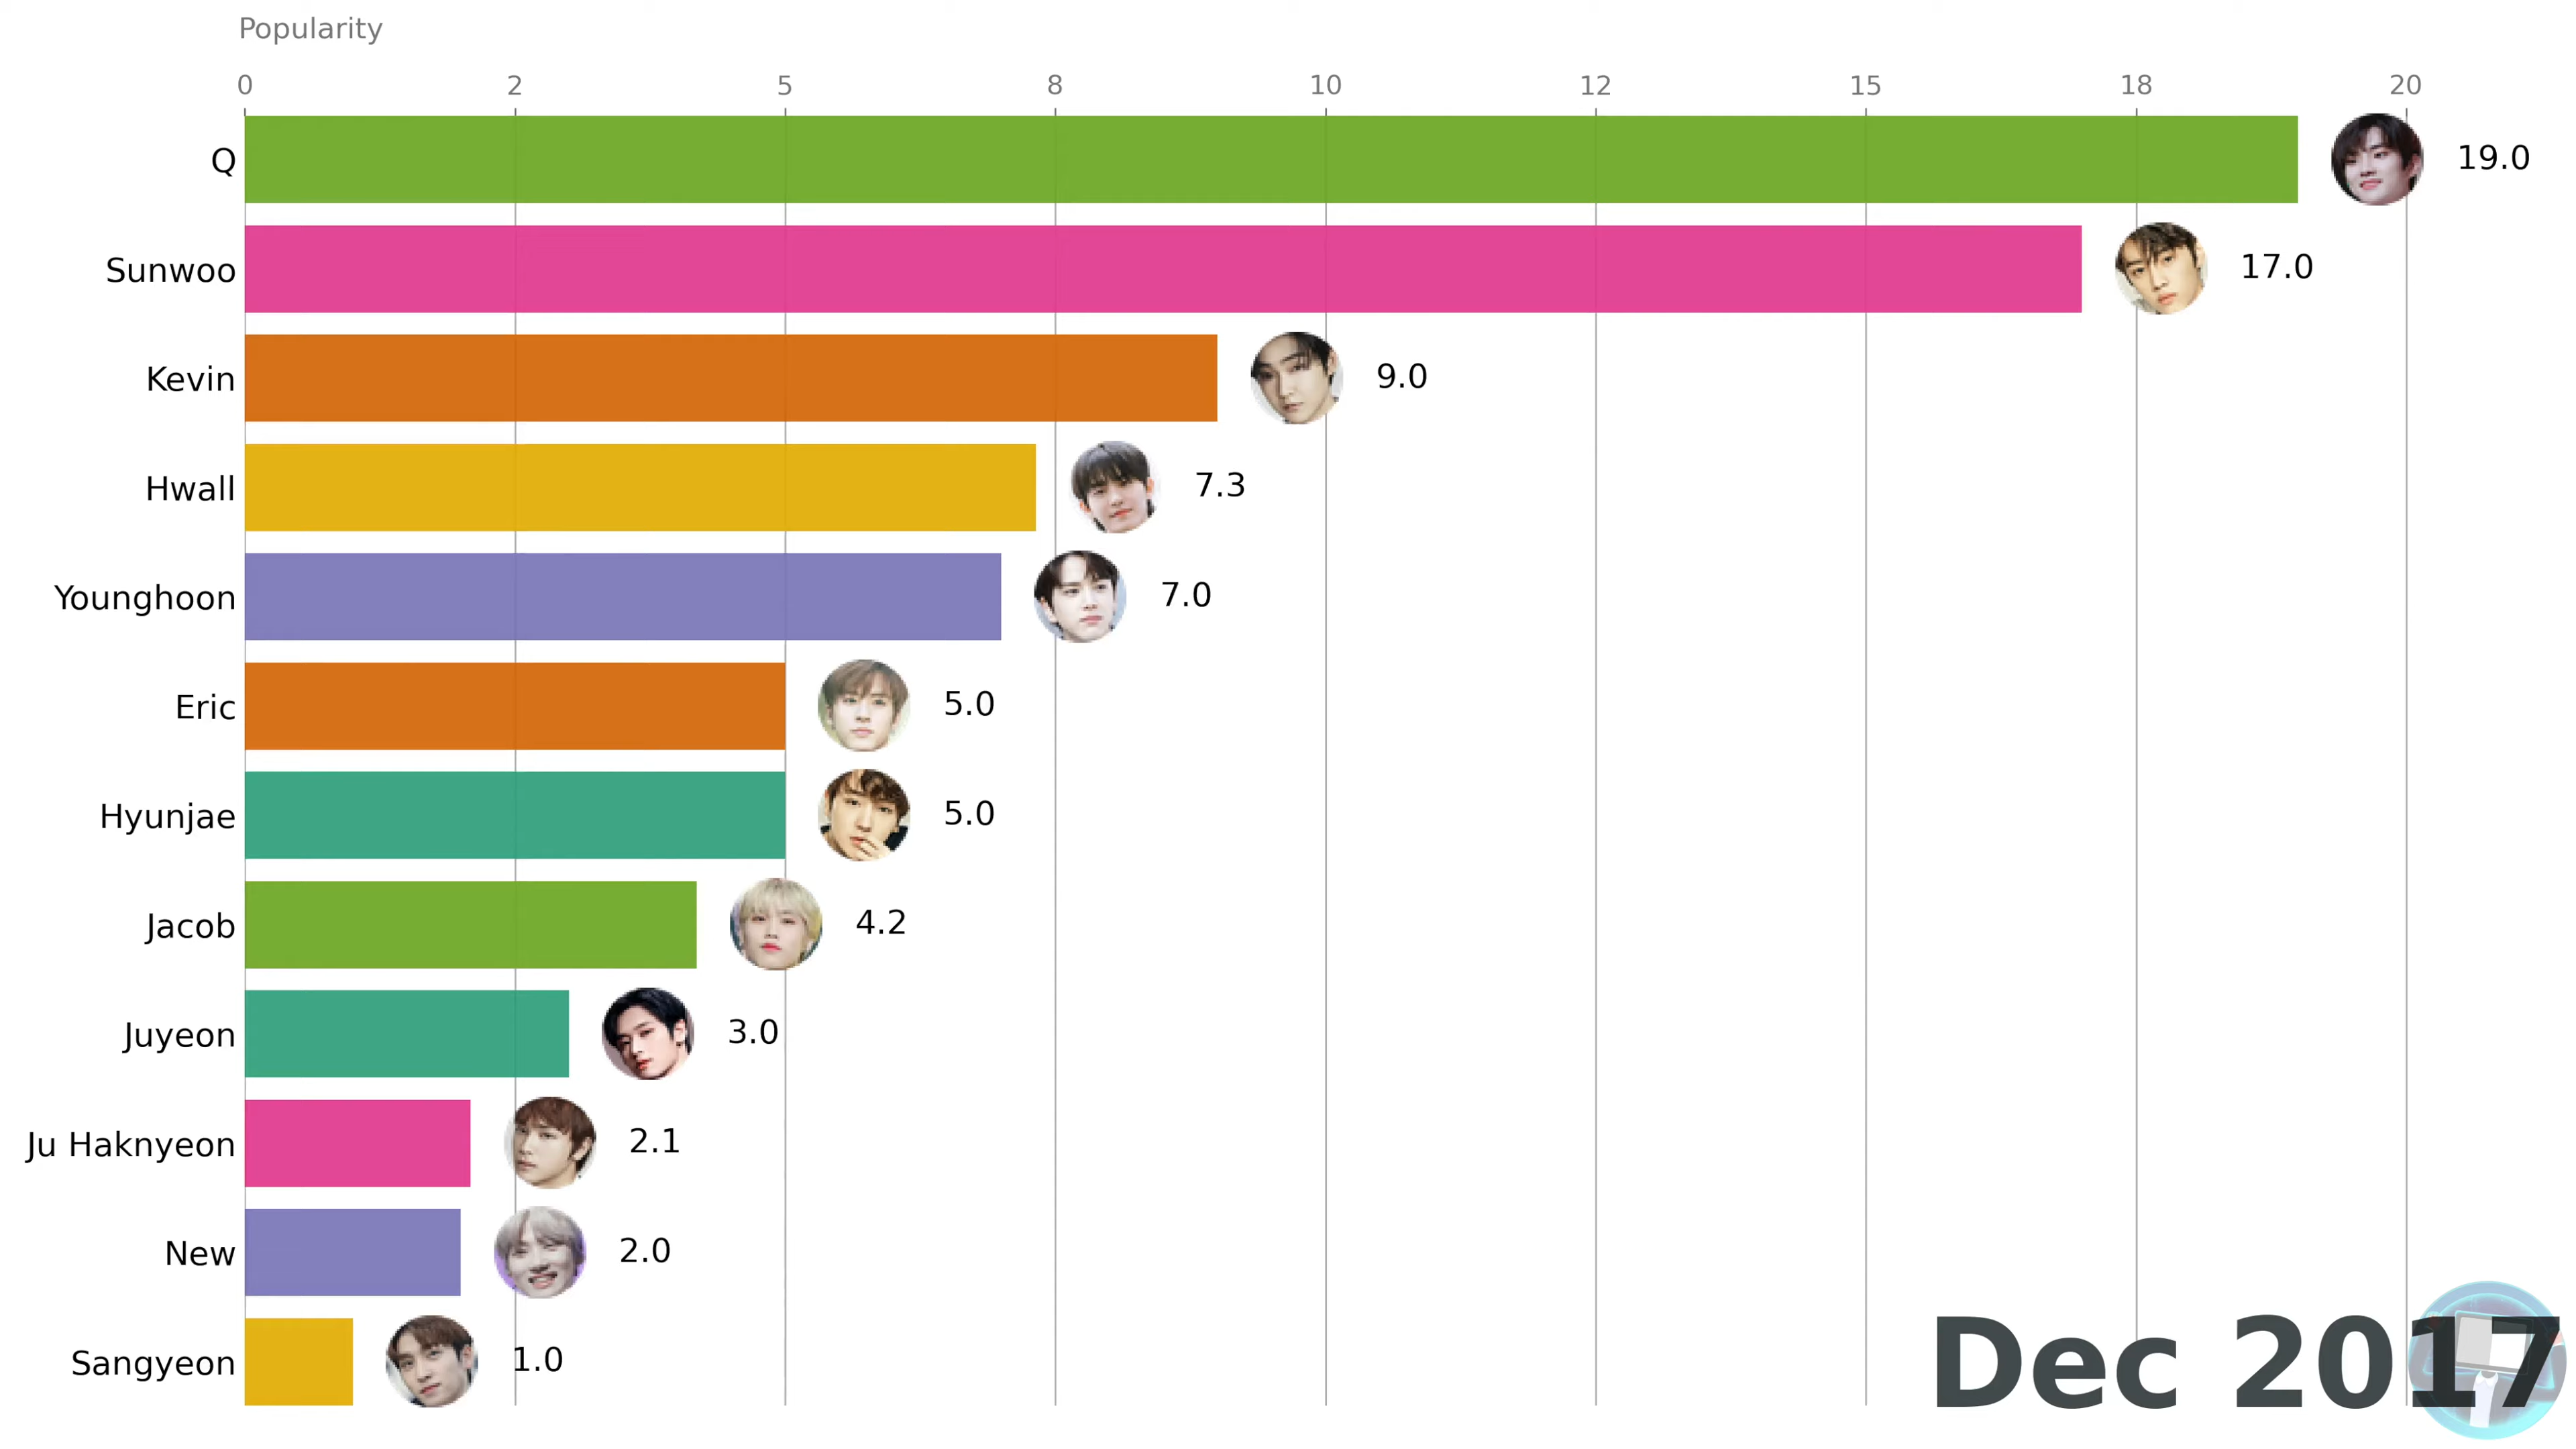 Popularity
0 2 5 8 10 12 15 18 20
Q 19.0
Sunwoo 17.0
Kevin 9.0
Hwall 7.3
Younghoon 7.0
Eric 5.0
Hyunjae 5.0
Jacob 4.2
Juyeon 3.0
Ju Haknyeon 2.1
New 2.0
Sangyeon 1.0
Dec 2017